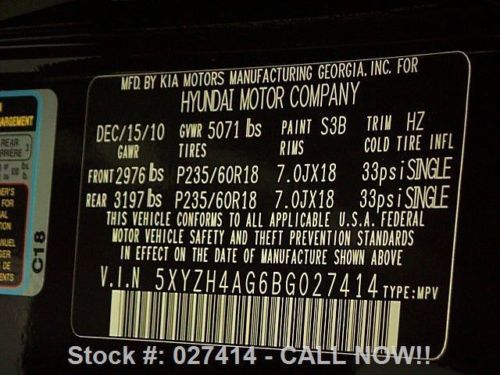 MFD. BY KIA MOTORS MANUFACTURING GEORGIA, INC. FOR
HYUNDAI MOTOR COMPANY
DEC/15/10 GVWR 5071 lbs PAINT S3B TRIM HZ
GAWR TIRES RIMS COLD TIRE INFL
FRONT 2976 lbs P235/60R18 7.0JX18 33psi SINGLE
REAR 3197 lbs P235/60R18 7.0JX18 33psi SINGLE
THIS VEHICLE CONFORMS TO ALL APPLICABLE U.S.A. FEDERAL
MOTOR VEHICLE SAFETY AND THEFT PREVENTION STANDARDS
IN EFFECT ON THE DATE OF MANUFACTURE SHOWN ABOVE.
V.I.N 5XYZH4AG6BG027414 TYPE: MPV
REAR
C18
Stock #: 027414 - CALL NOW!!